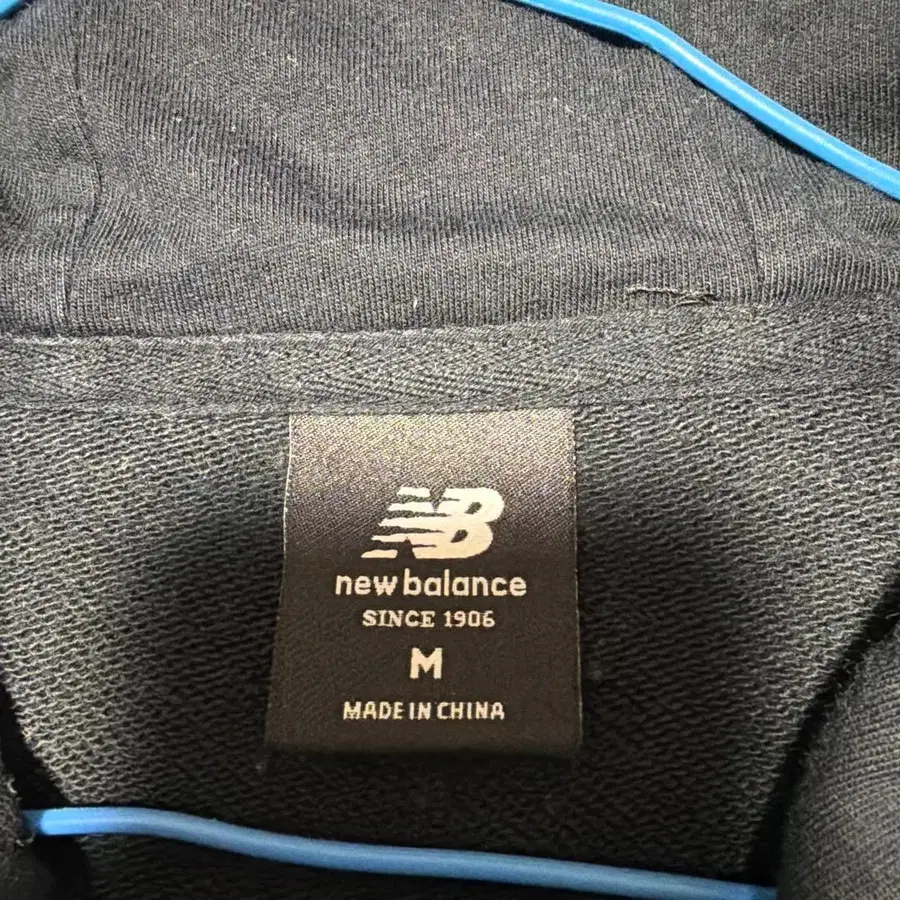 NB
new balance
SINCE 1906
M
MADE IN CHINA